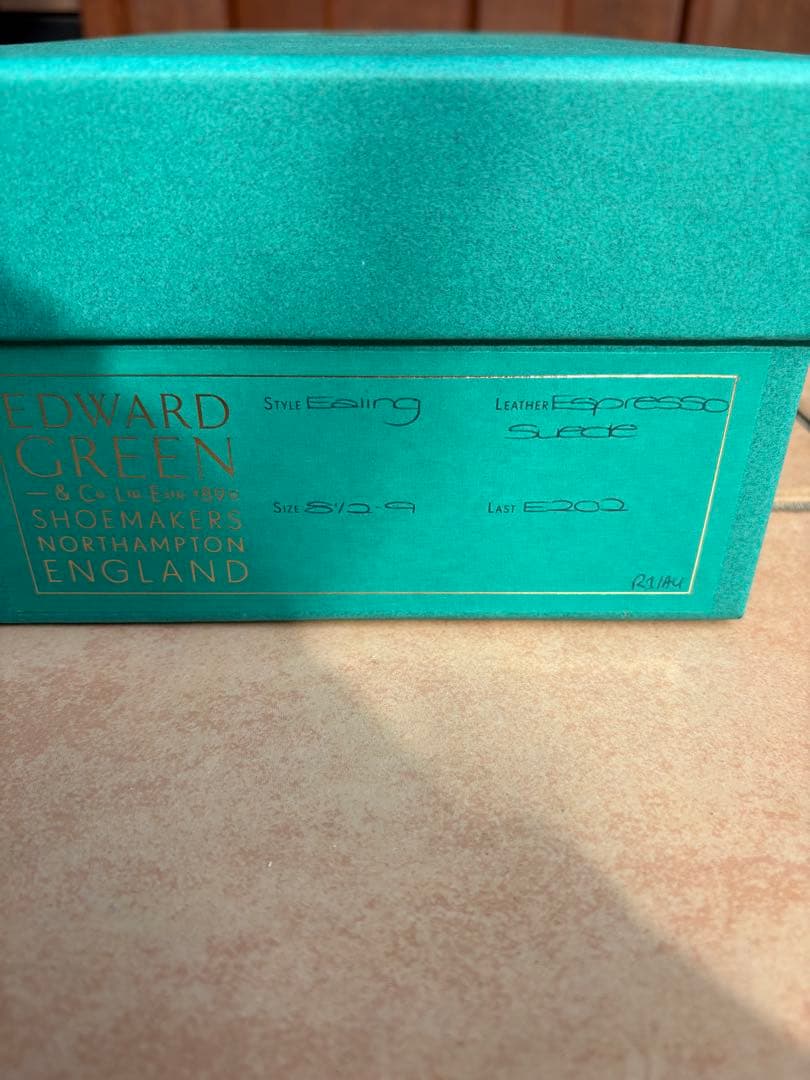 EDWARD
GREEN
— & Co. Ltd Estd 1890
SHOEMAKERS
NORTHAMPTON
ENGLAND
STYLE Ealing
LEATHER Espresso
Suede
SIZE 8½-9
LAST E202
R1/A4